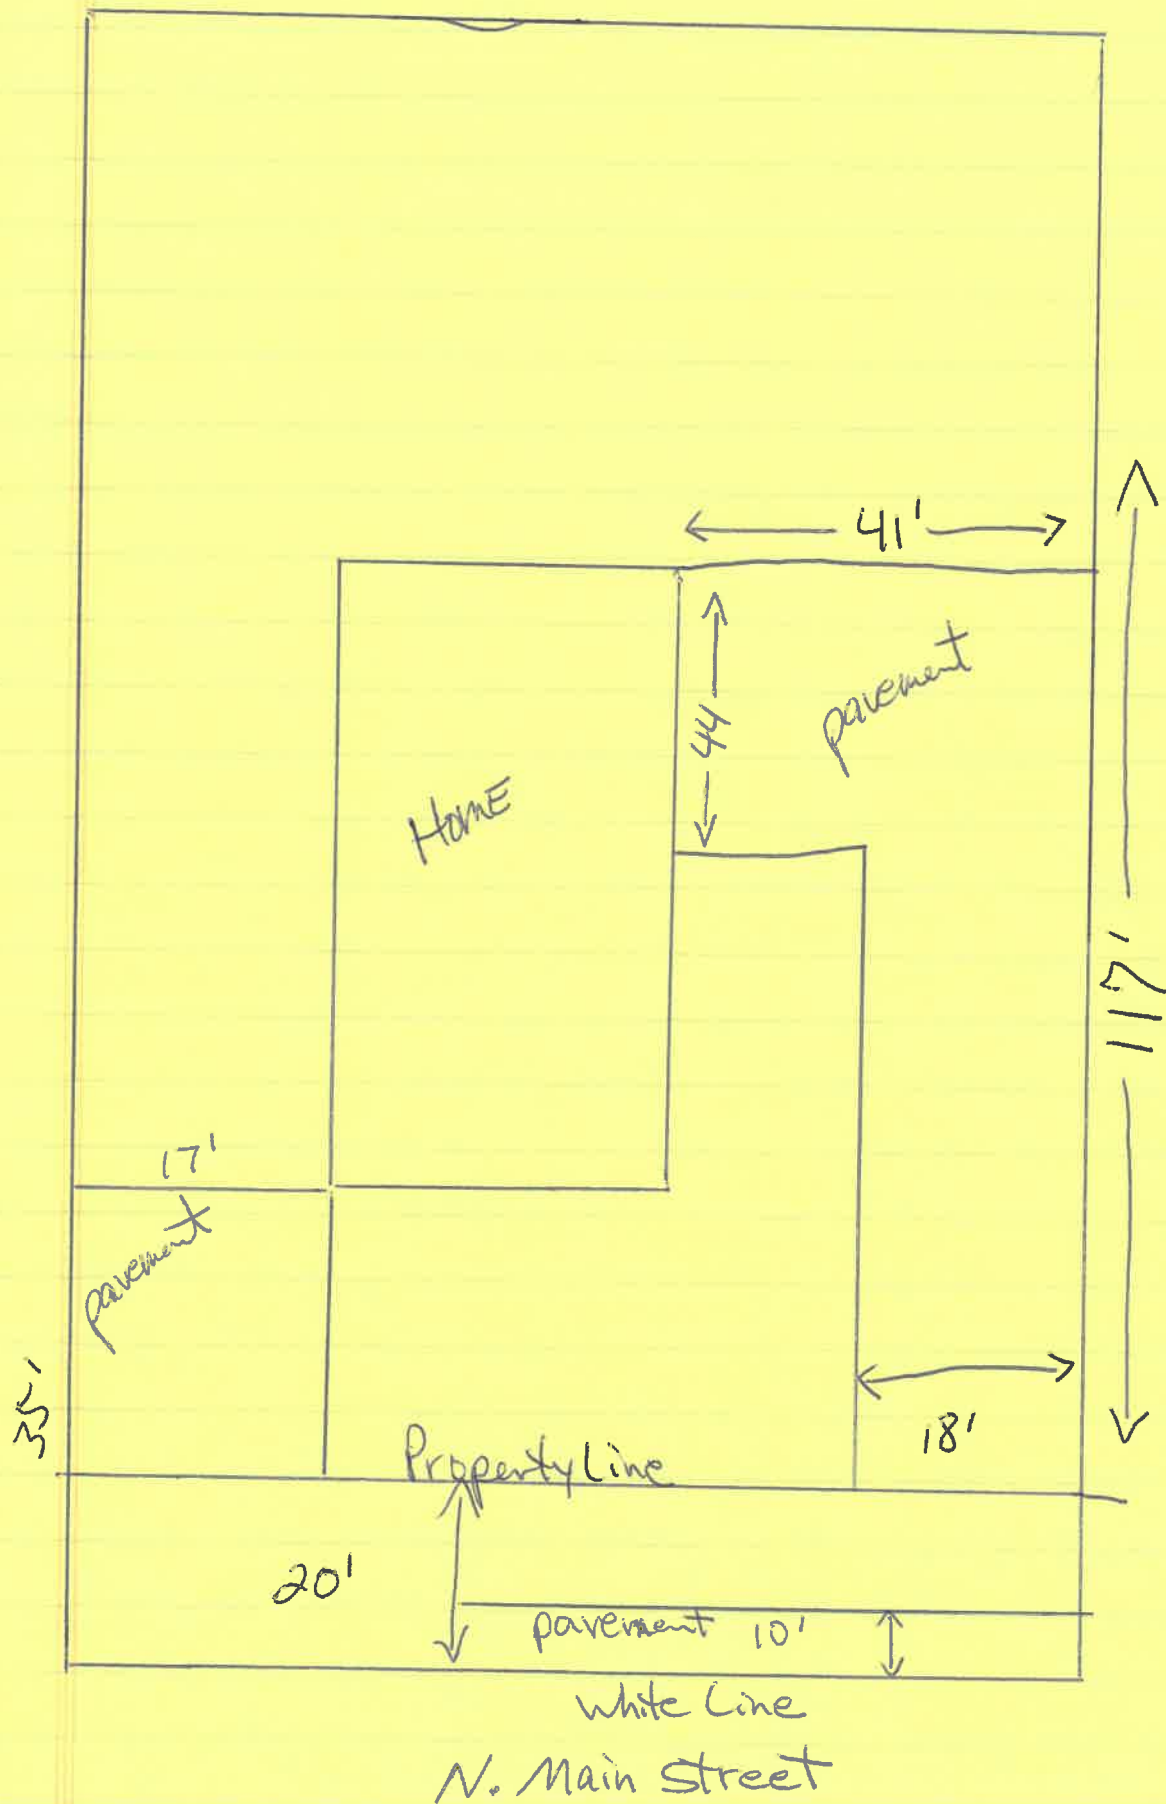 41'
44
pavement
Home
117'
17'
pavement
35'
18'
Property Line
20'
pavement 10'
White Line
N. Main Street